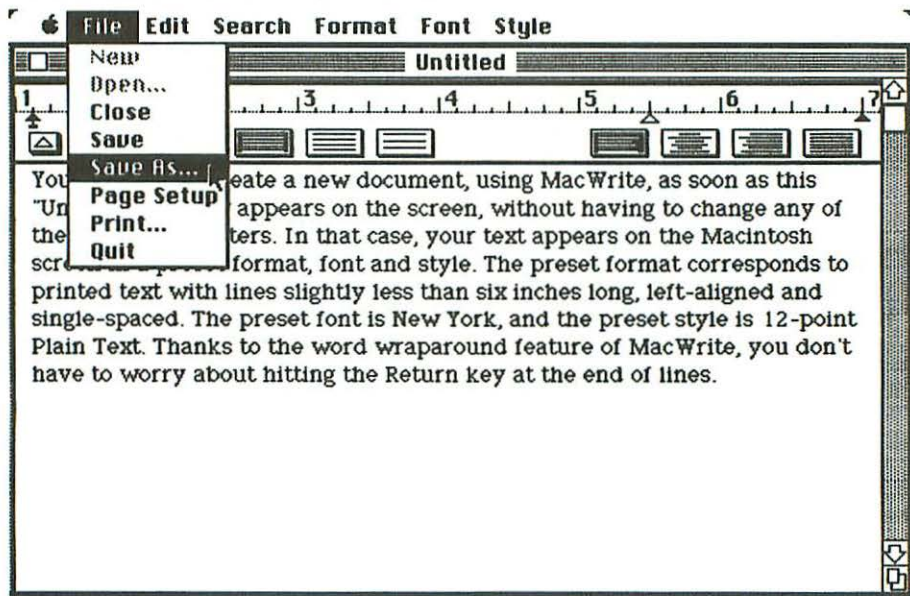 File Edit Search Format Font Style
Untitled
New
Open...
Close
Save
Save As...
Page Setup
Print...
Quit
1 3 4 5 6 7
You eate a new document, using MacWrite, as soon as this
"Un appears on the screen, without having to change any of
the ters. In that case, your text appears on the Macintosh
scr format, font and style. The preset format corresponds to
printed text with lines slightly less than six inches long, left-aligned and
single-spaced. The preset font is New York, and the preset style is 12-point
Plain Text. Thanks to the word wraparound feature of MacWrite, you don't
have to worry about hitting the Return key at the end of lines.